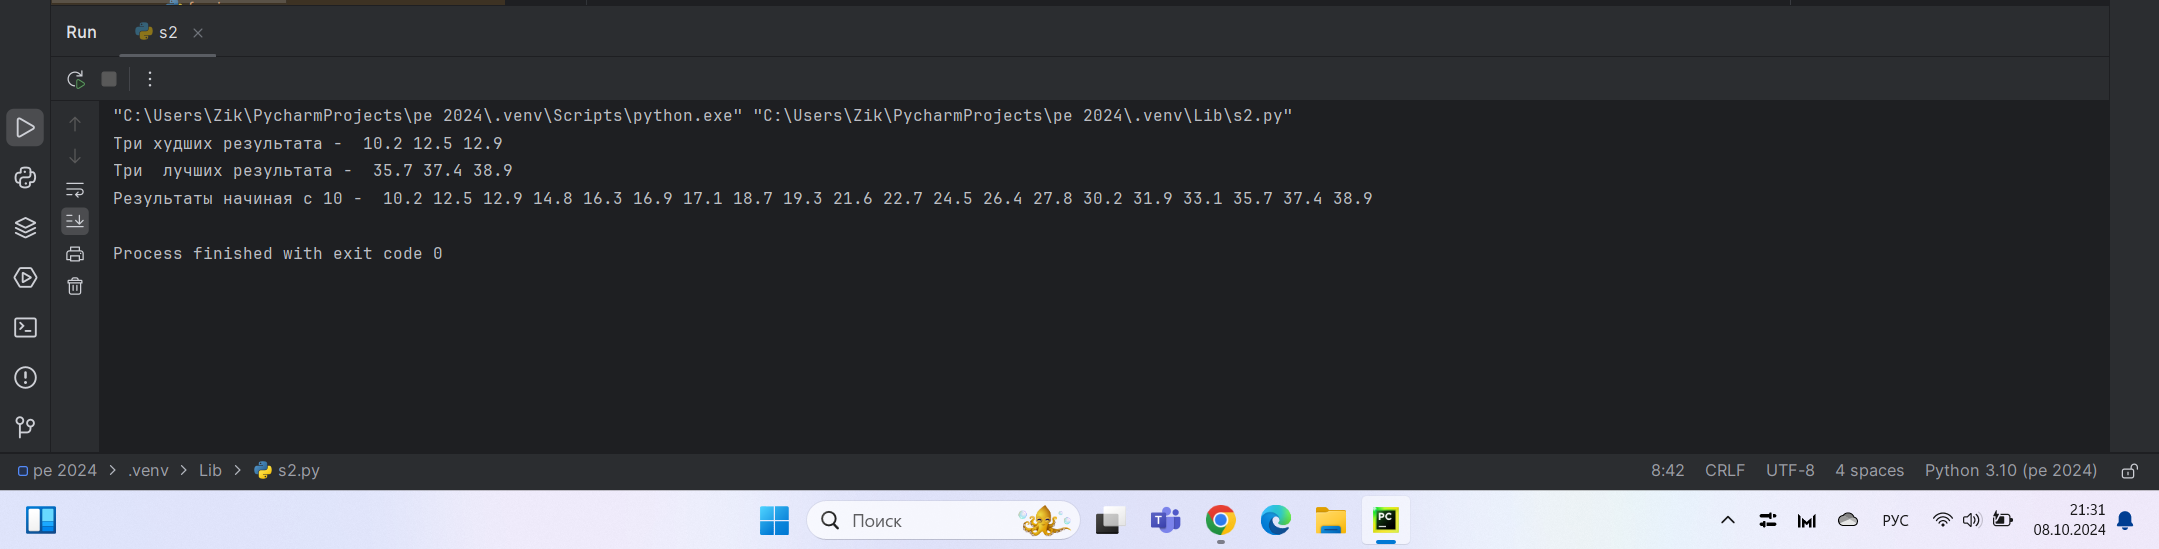 Run s2
"C:\Users\Zik\PycharmProjects\pe 2024\.venv\Scripts\python.exe" "C:\Users\Zik\PycharmProjects\pe 2024\.venv\Lib\s2.py"
Три худших результата -  10.2 12.5 12.9
Три  лучших результата -  35.7 37.4 38.9
Результаты начиная с 10 -  10.2 12.5 12.9 14.8 16.3 16.9 17.1 18.7 19.3 21.6 22.7 24.5 26.4 27.8 30.2 31.9 33.1 35.7 37.4 38.9
Process finished with exit code 0
pe 2024 > .venv > Lib > s2.py 8:42 CRLF UTF-8 4 spaces Python 3.10 (pe 2024)
Поиск PC РУС 21:31
08.10.2024